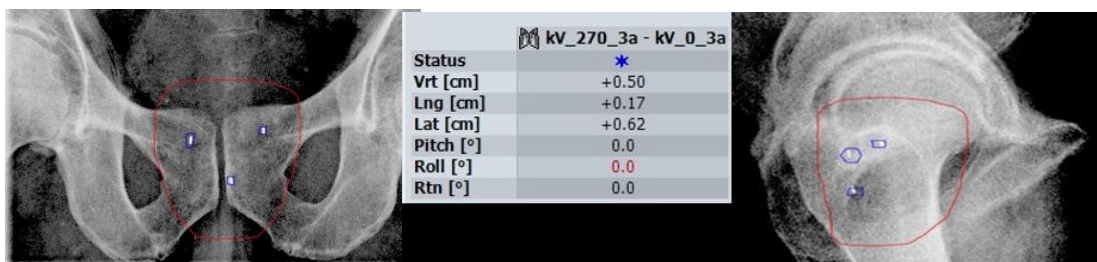 kV_270_3a - kV_0_3a
Status *
Vrt [cm] +0.50
Lng [cm] +0.17
Lat [cm] +0.62
Pitch [°] 0.0
Roll [°] 0.0
Rtn [°] 0.0